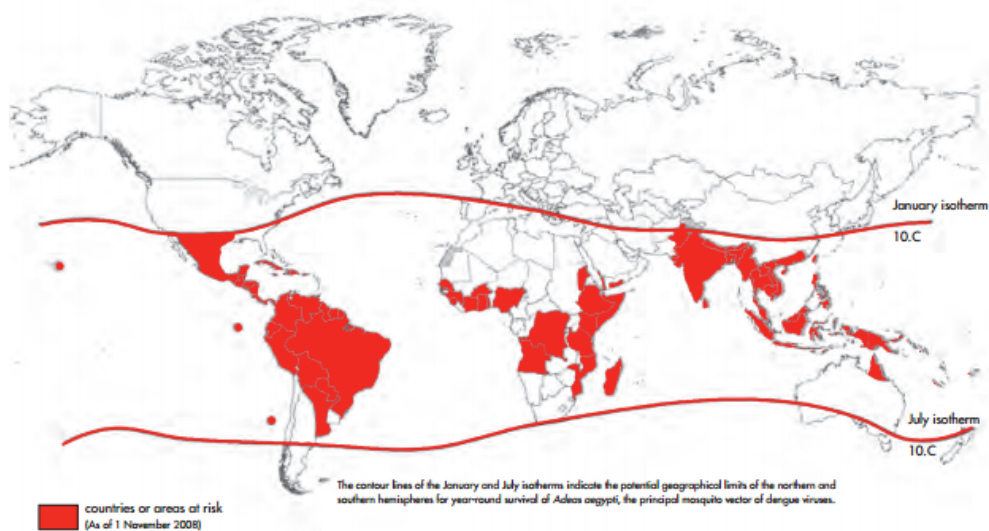 January isotherm
10.C
July isotherm
10.C
The contour lines of the January and July isotherms indicate the potential geographical limits of the northern and
southern hemispheres for year-round survival of Adeas aegypti, the principal mosquito vector of dengue viruses.
countries or areas at risk
(As of 1 November 2008)